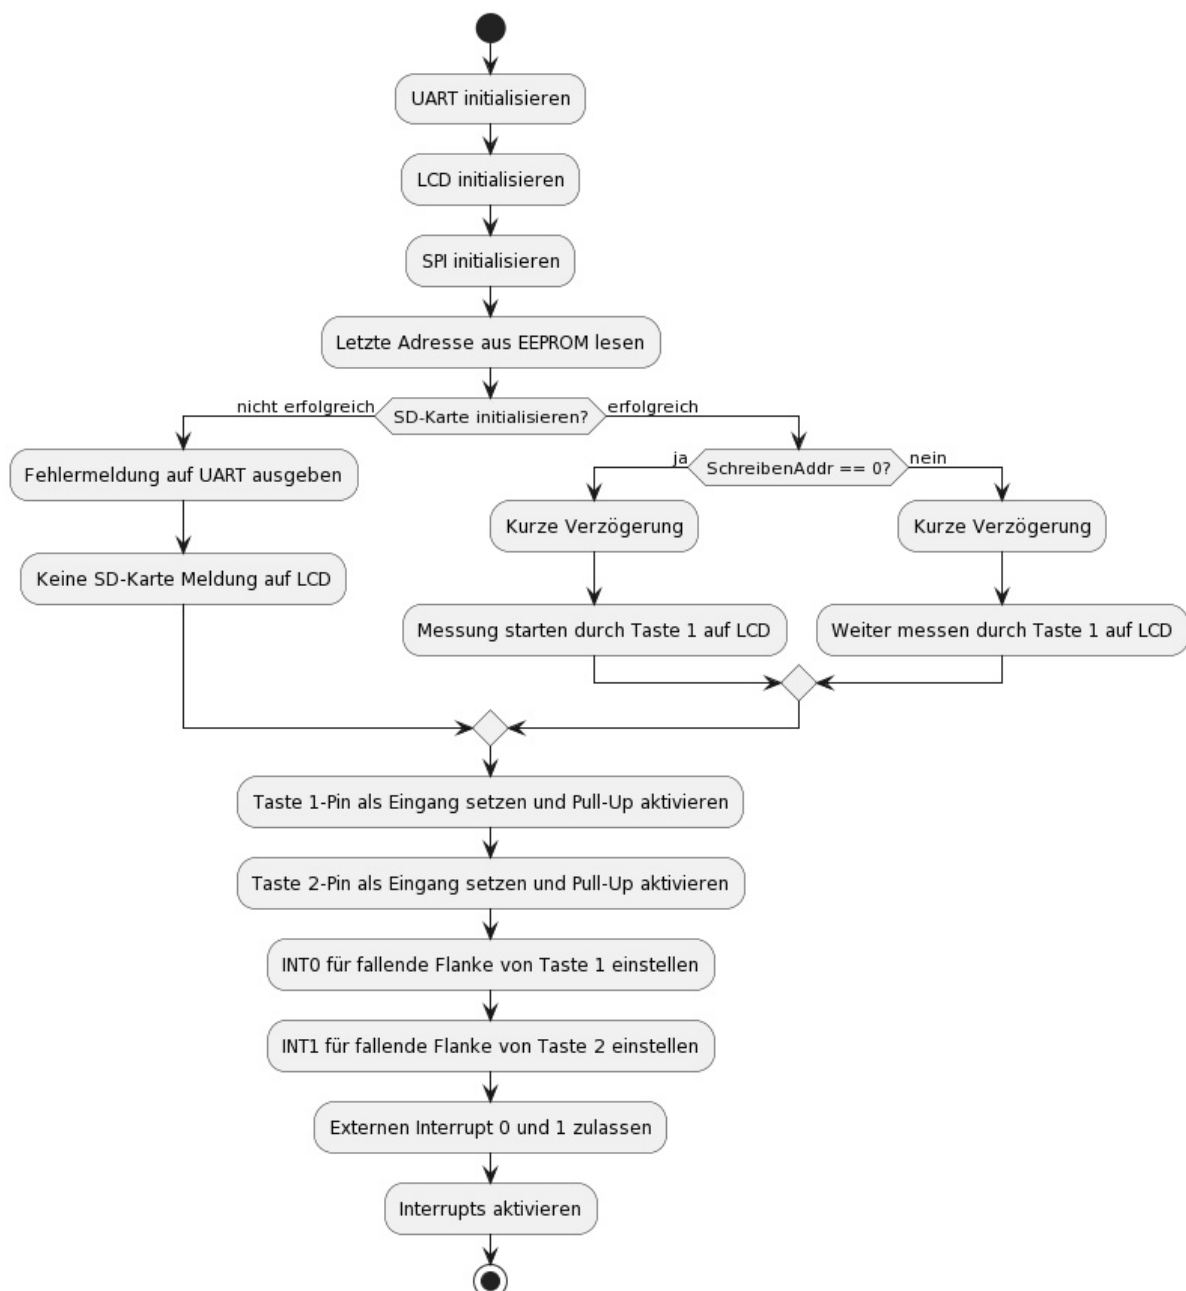 UART initialisieren
LCD initialisieren
SPI initialisieren
Letzte Adresse aus EEPROM lesen
nicht erfolgreich
SD-Karte initialisieren?
erfolgreich
Fehlermeldung auf UART ausgeben
Keine SD-Karte Meldung auf LCD
ja
SchreibenAddr == 0?
nein
Kurze Verzögerung
Messung starten durch Taste 1 auf LCD
Kurze Verzögerung
Weiter messen durch Taste 1 auf LCD
Taste 1-Pin als Eingang setzen und Pull-Up aktivieren
Taste 2-Pin als Eingang setzen und Pull-Up aktivieren
INT0 für fallende Flanke von Taste 1 einstellen
INT1 für fallende Flanke von Taste 2 einstellen
Externen Interrupt 0 und 1 zulassen
Interrupts aktivieren